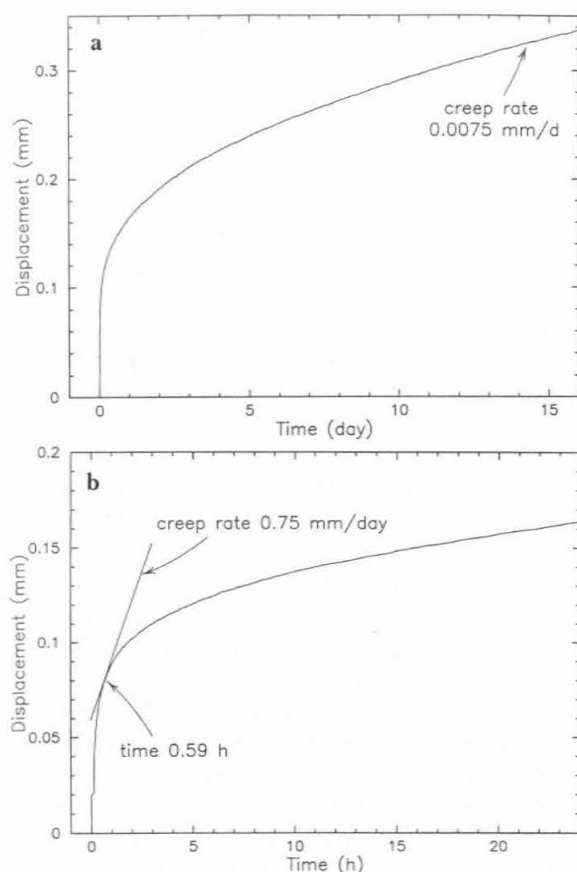 a
0.3
0.2
0.1
0
Displacement (mm)
creep rate
0.0075 mm/d
0
5
10
15
Time (day)
b
0.2
0.15
0.1
0.05
0
Displacement (mm)
creep rate 0.75 mm/day
time 0.59 h
0
5
10
15
20
Time (h)